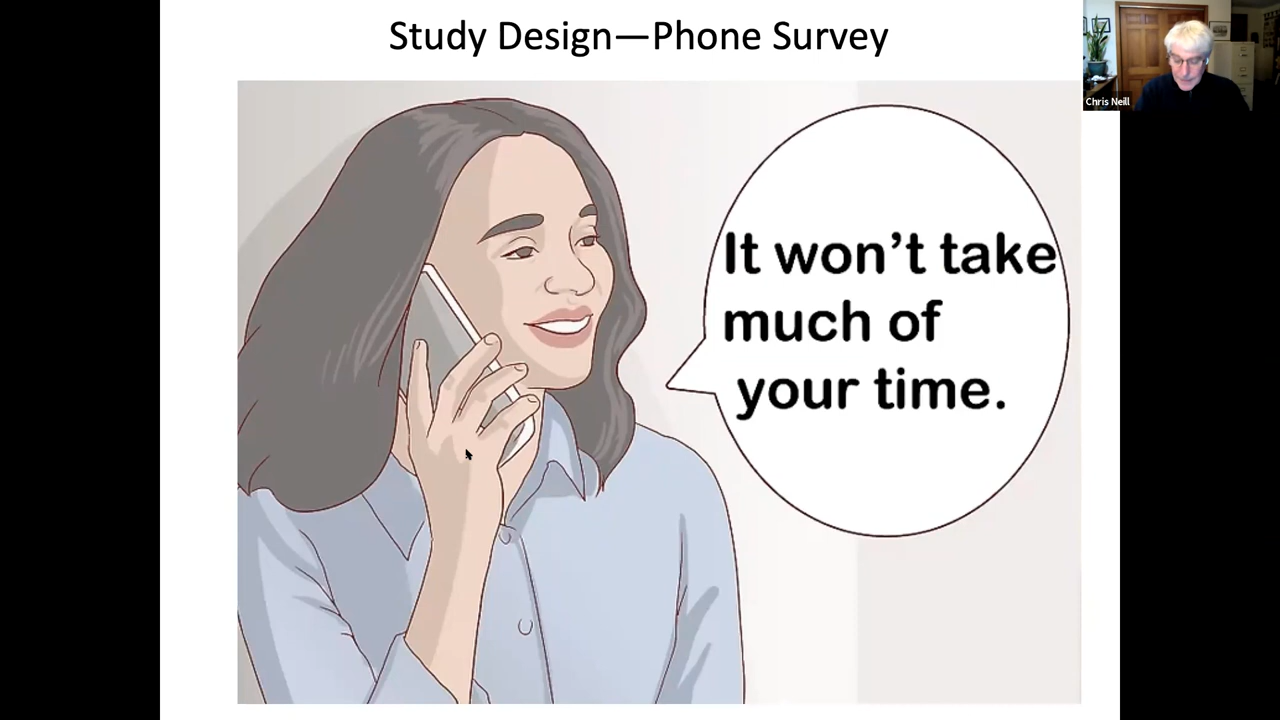 Study Design—Phone Survey
Chris Neill
It won’t take
much of
your time.